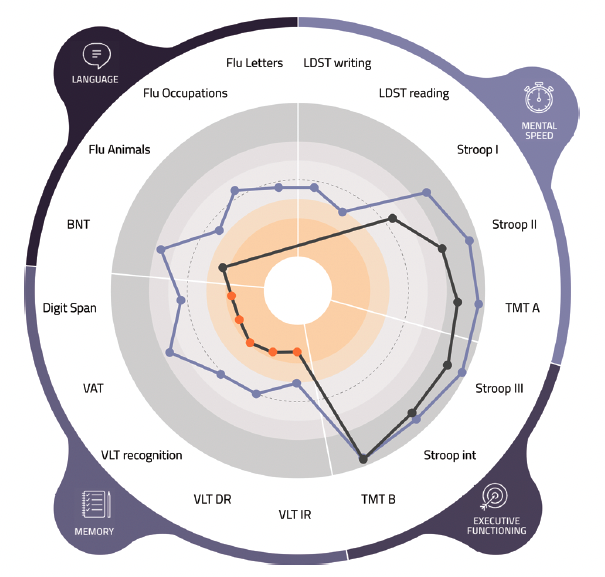 Flu Letters
LDST writing
LANGUAGE
Flu Occupations
LDST reading
MENTAL
SPEED
Flu Animals
Stroop I
BNT
Stroop II
Digit Span
TMT A
VAT
Stroop III
VLT recognition
Stroop int
VLT DR
TMT B
VLT IR
MEMORY
EXECUTIVE
FUNCTIONING